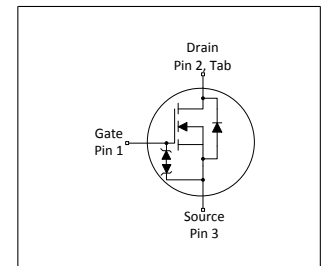 Drain
Pin 2, Tab
Gate
Pin 1
Source
Pin 3